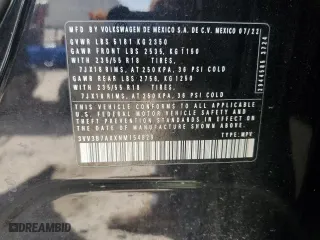 MFD BY VOLKSWAGEN DE MEXICO S.A. DE C.V. MEXICO 07/22
GVWR LBS 5181 KG 2350
GAWR FRONT LBS 2535, KG 1150
WITH 235/55 R18 TIRES,
7JX18 RIMS, AT 250 KPA, 36 PSI COLD
GAWR REAR LBS 2756, KG 1250
WITH 235/55 R18 TIRES,
7JX18 RIMS, AT 250 KPA, 36 PSI COLD
THIS VEHICLE CONFORMS TO ALL APPLICABLE
U.S. FEDERAL MOTOR VEHICLE SAFETY,
BUMPER AND THEFT PREVENTION
STANDARDS IN EFFECT ON THE DATE
OF MANUFACTURE SHOWN ABOVE.
TYPE: MPV